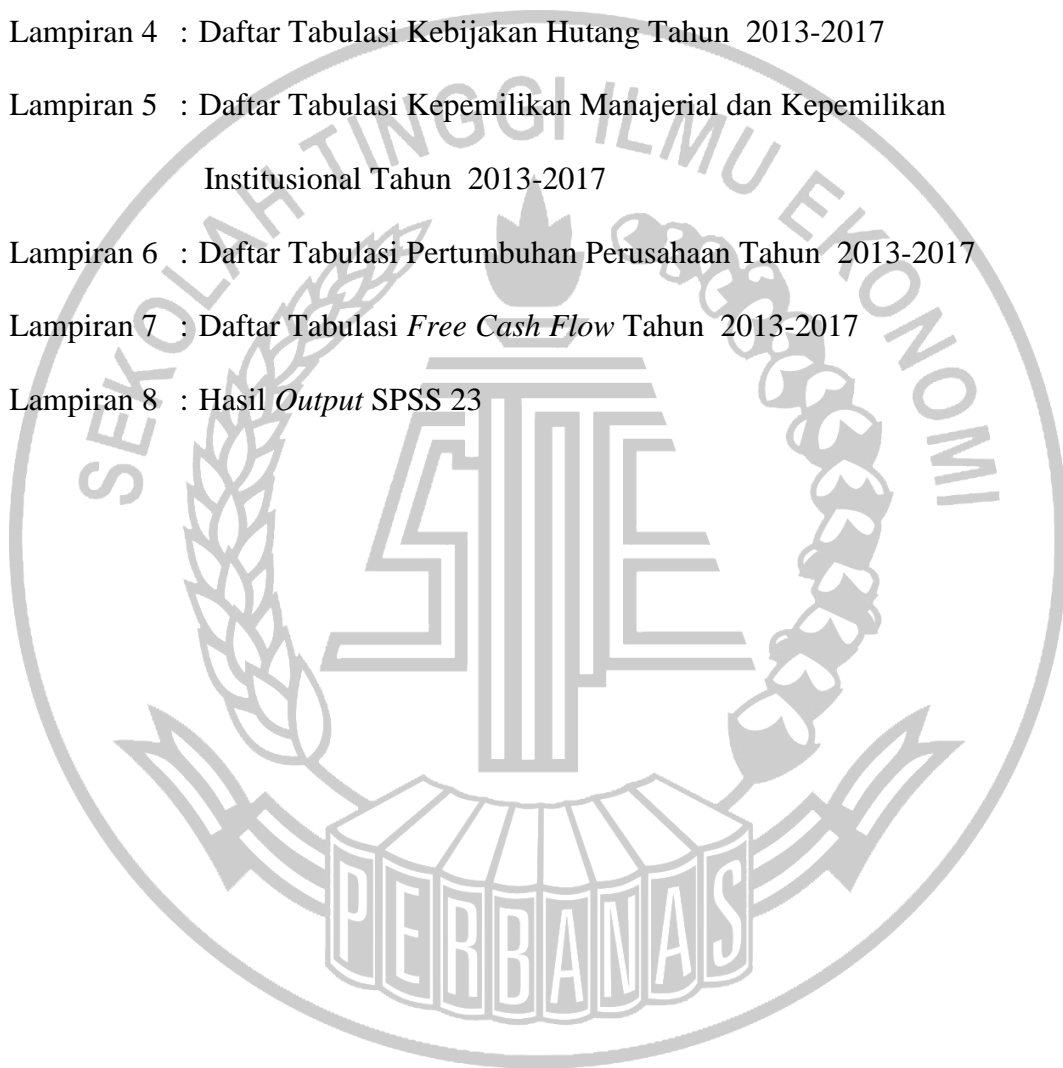 Lampiran 4 : Daftar Tabulasi Kebijakan Hutang Tahun 2013-2017
Lampiran 5 : Daftar Tabulasi Kepemilikan Manajerial dan Kepemilikan
Institusional Tahun 2013-2017
Lampiran 6 : Daftar Tabulasi Pertumbuhan Perusahaan Tahun 2013-2017
Lampiran 7 : Daftar Tabulasi Free Cash Flow Tahun 2013-2017
Lampiran 8 : Hasil Output SPSS 23
SEKOLAH TINGGI ILMU EKONOMI
STIE
PERBANAS